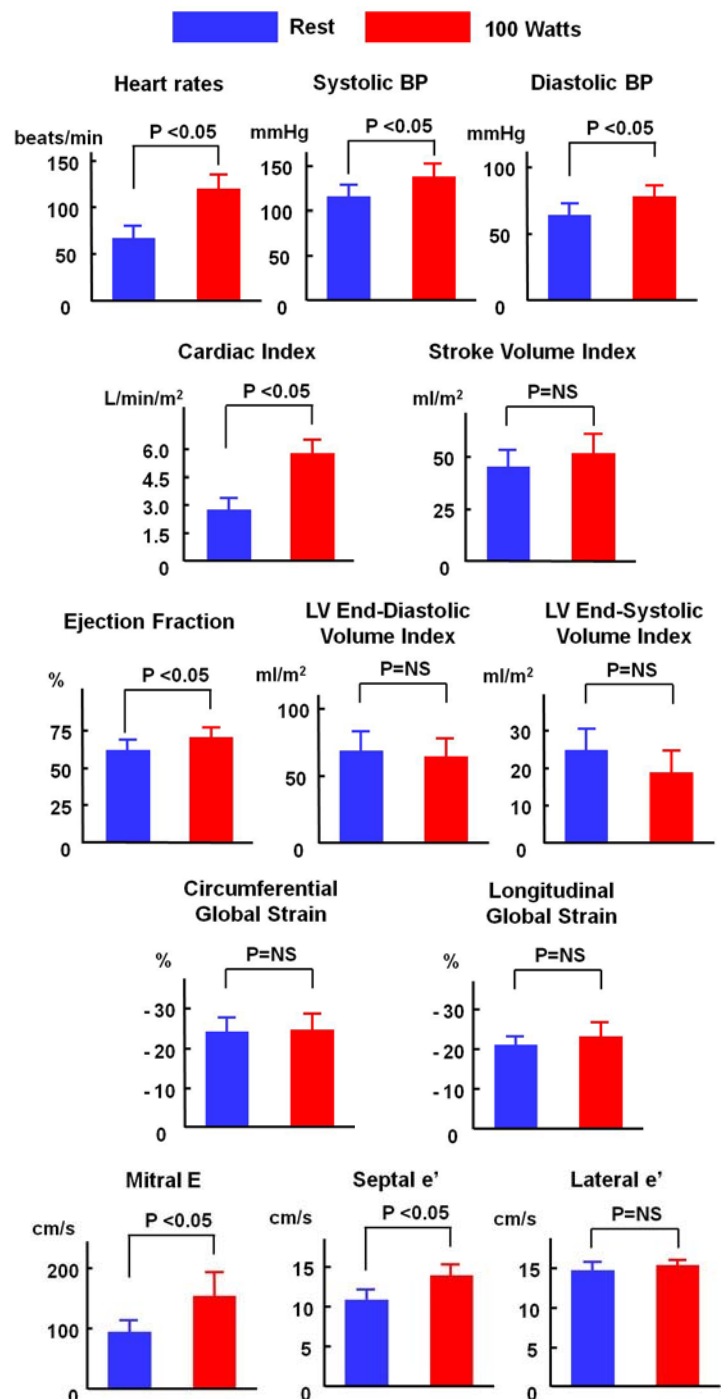 Rest 100 Watts
Heart rates Systolic BP Diastolic BP
beats/min P <0.05 mmHg P <0.05 mmHg P <0.05
150 150 100
100 100
50 50 50
0 0 0
Cardiac Index Stroke Volume Index
L/min/m² P <0.05 ml/m² P=NS
6.0 50
4.5
3.0 25
1.5
0 0
Ejection Fraction LV End-Diastolic Volume Index LV End-Systolic Volume Index
% P <0.05 ml/m² P=NS ml/m² P=NS
75 100 30
50 50 20
25 10
0 0 0
Circumferential Global Strain Longitudinal Global Strain
% P=NS % P=NS
- 30 - 30
- 20 - 20
- 10 - 10
0 0
Mitral E Septal e’ Lateral e’
cm/s P <0.05 cm/s P <0.05 cm/s P=NS
200 15 15
100 10 10
5 5
0 0 0